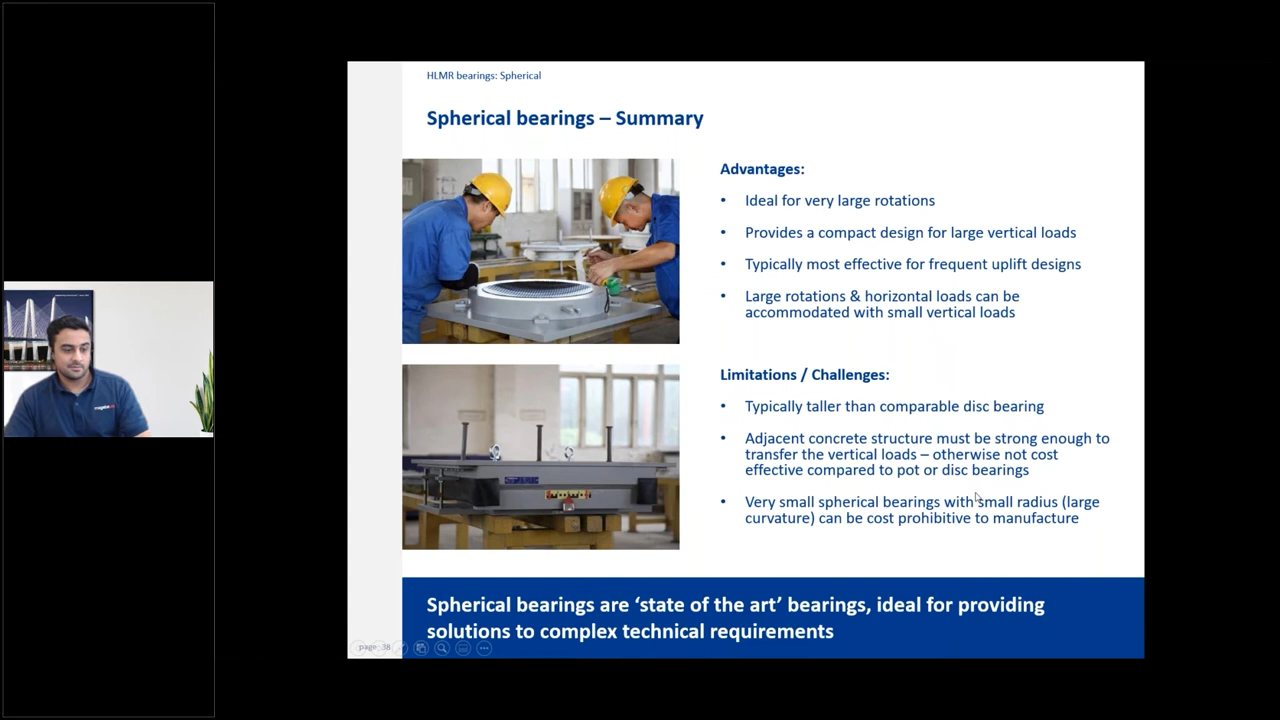 HLMR bearings: Spherical
Spherical bearings – Summary
Advantages:
• Ideal for very large rotations
• Provides a compact design for large vertical loads
• Typically most effective for frequent uplift designs
• Large rotations & horizontal loads can be
accommodated with small vertical loads
Limitations / Challenges:
• Typically taller than comparable disc bearing
• Adjacent concrete structure must be strong enough to
transfer the vertical loads – otherwise not cost
effective compared to pot or disc bearings
• Very small spherical bearings with small radius (large
curvature) can be cost prohibitive to manufacture
Spherical bearings are ‘state of the art’ bearings, ideal for providing
solutions to complex technical requirements
page 38